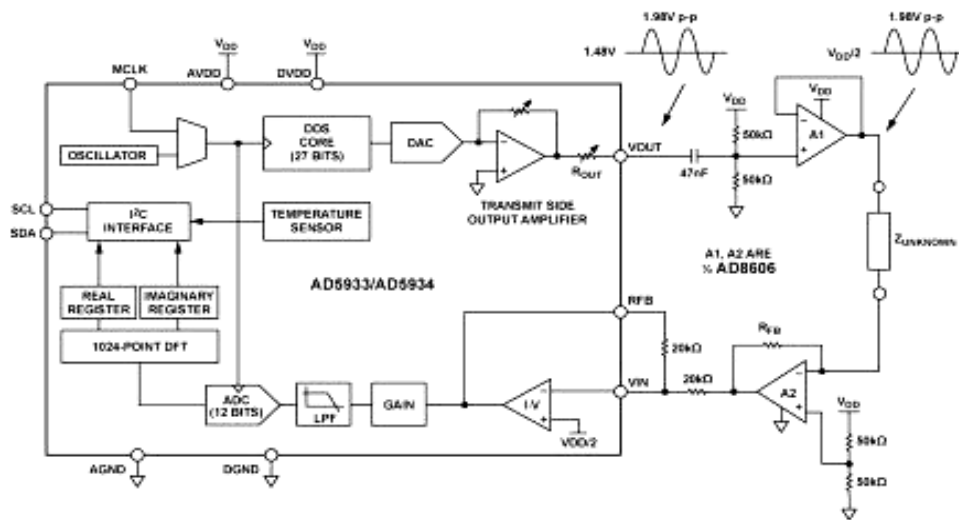 1.98V p-p
1.98V p-p
1.48V
VDD/2
VDD
VDD
MCLK
AVDD
DVDD
VDD
VDD
A1
50kΩ
50kΩ
47nF
OSCILLATOR
DDS
CORE
(27 BITS)
DAC
ROUT
VOUT
TRANSMIT SIDE
OUTPUT AMPLIFIER
SCL
SDA
I2C
INTERFACE
TEMPERATURE
SENSOR
ZUNKNOWN
A1, A2 ARE
½ AD8606
AD5933/AD5934
REAL
REGISTER
IMAGINARY
REGISTER
RFB
1024-POINT DFT
20kΩ
RFB
VIN
20kΩ
A2
ADC
(12 BITS)
LPF
GAIN
I-V
VDD/2
VDD
50kΩ
50kΩ
AGND
DGND